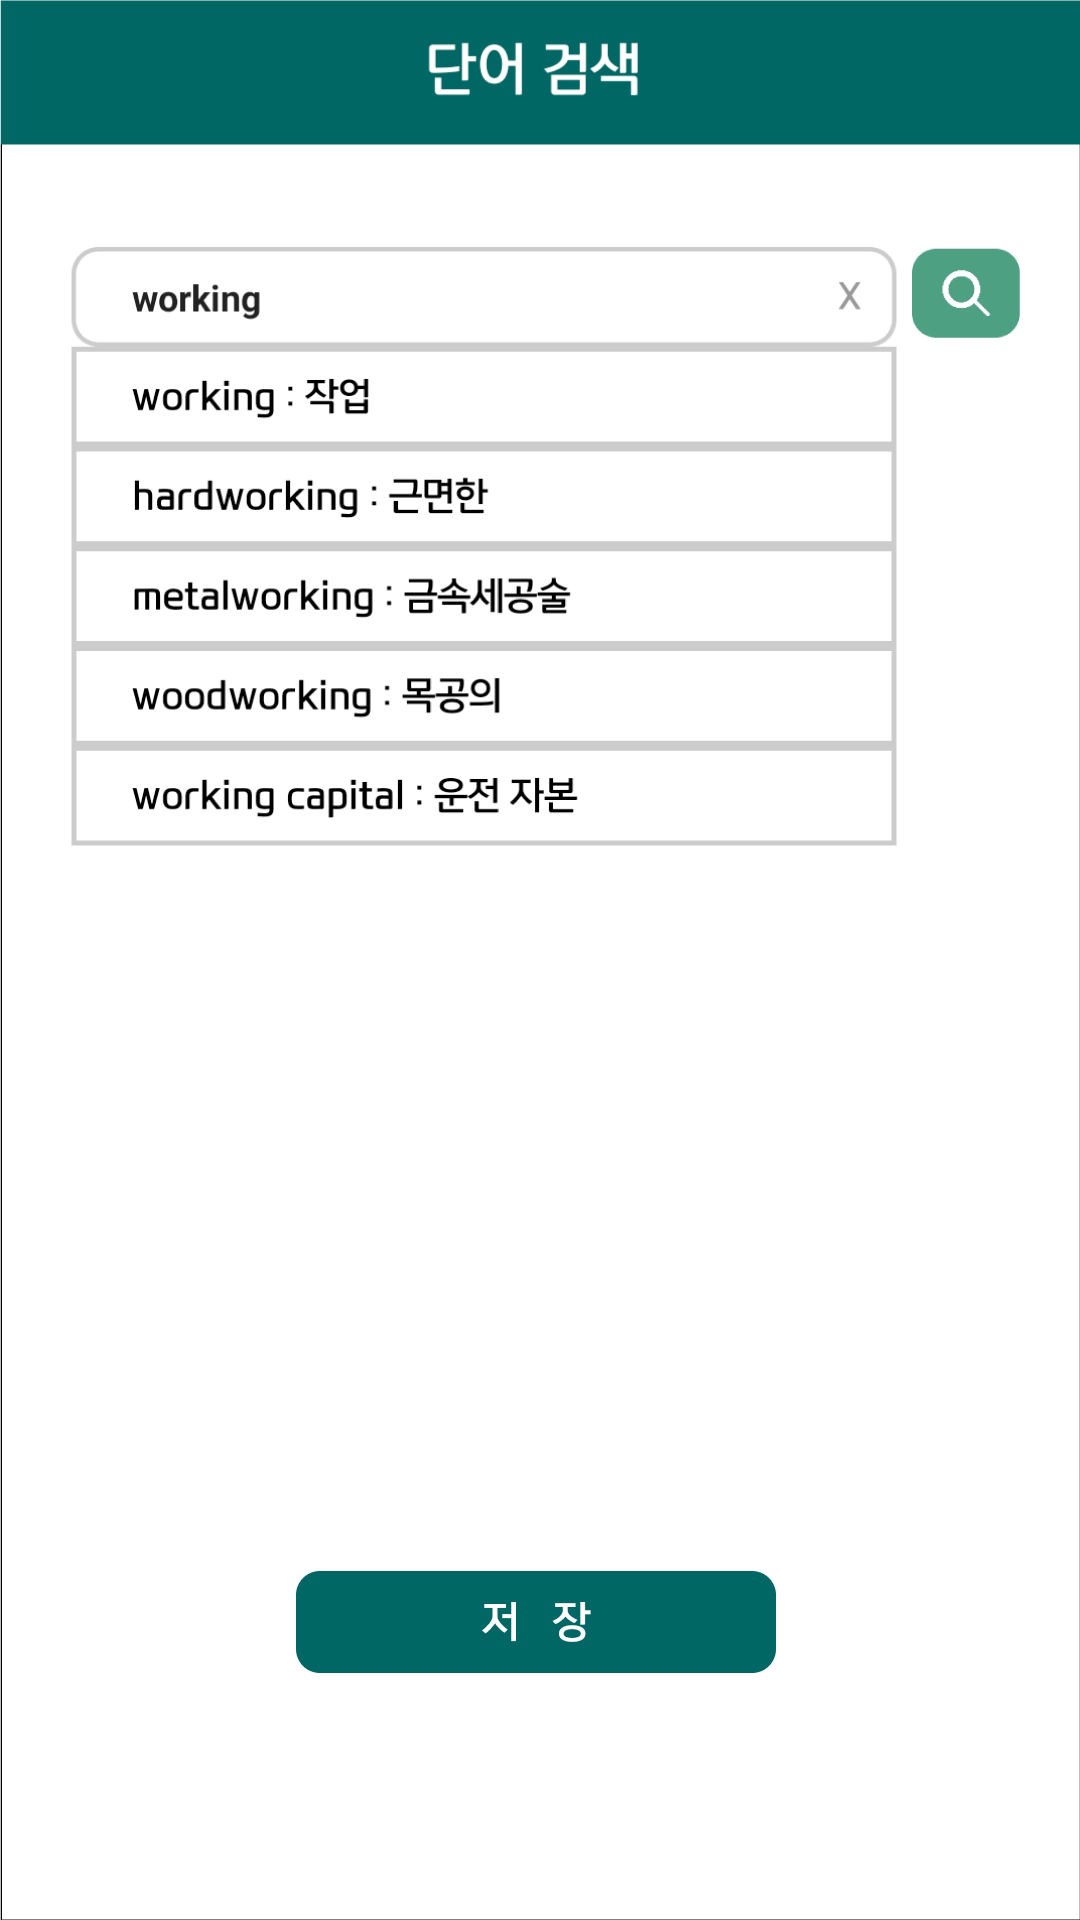 단어 검색
working X
working : 작업
hardworking : 근면한
metalworking : 금속세공술
woodworking : 목공의
working capital : 운전 자본
저 장